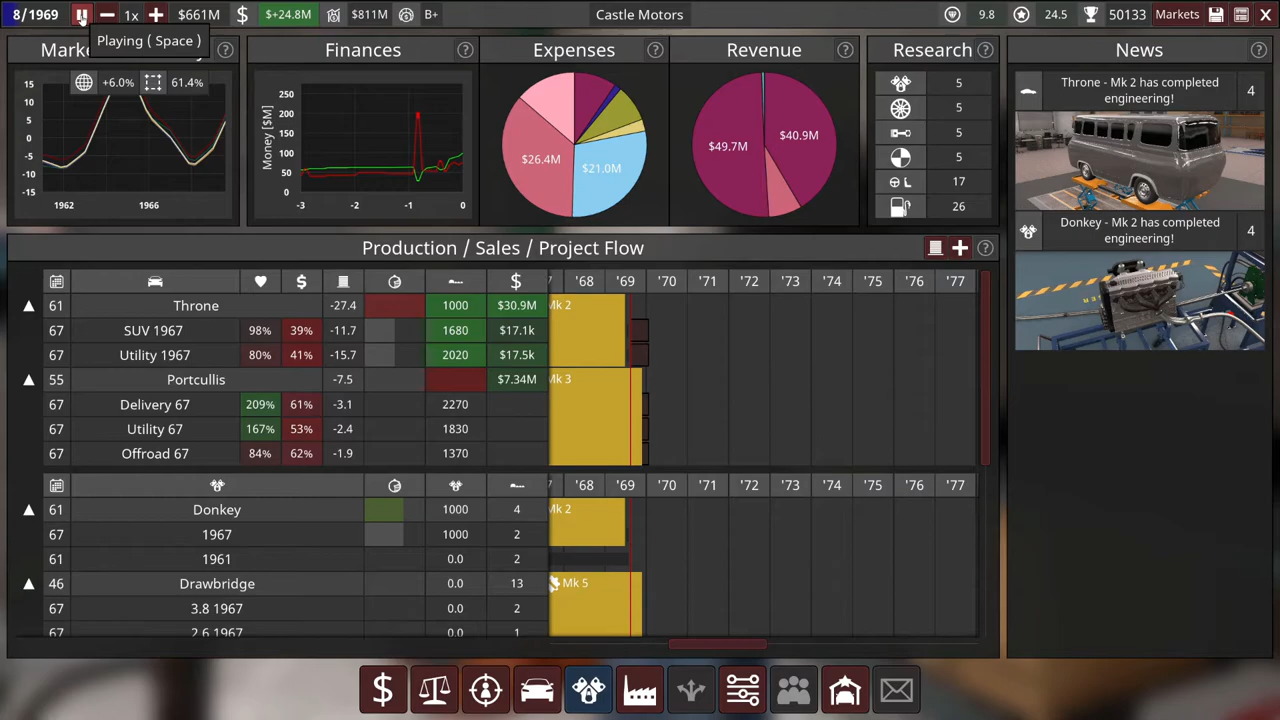 8/1969
1x
$661M
$+24.8M
$811M
B+
Castle Motors
9.8
24.5
50133
Markets
Playing ( Space )
Mark
?
Finances
?
Expenses
?
Revenue
?
Research
?
News
?
+6.0%
61.4%
15
10
5
0
-5
-10
-15
1962
1966
Money [$M]
250
200
150
100
50
0
-3
-2
-1
0
$26.4M
$21.0M
$49.7M
$40.9M
5
5
5
5
17
26
Throne - Mk 2 has completed
engineering!
4
Donkey - Mk 2 has completed
engineering!
4
Production / Sales / Project Flow
?
$
$
'68 '69 '70 '71 '72 '73 '74 '75 '76 '77
61 Throne -27.4 1000 $30.9M
67 SUV 1967 98% 39% -11.7 1680 $17.1k
67 Utility 1967 80% 41% -15.7 2020 $17.5k
55 Portcullis -7.5 $7.34M
67 Delivery 67 209% 61% -3.1 2270
67 Utility 67 167% 53% -2.4 1830
67 Offroad 67 84% 62% -1.9 1370
Mk 2
Mk 3
'68 '69 '70 '71 '72 '73 '74 '75 '76 '77
61 Donkey 1000 4 Mk 2
67 1967 1000 2
61 1961 0.0 2
46 Drawbridge 0.0 13 Mk 5
67 3.8 1967 0.0 2
67 2.6 1967 0.0 1